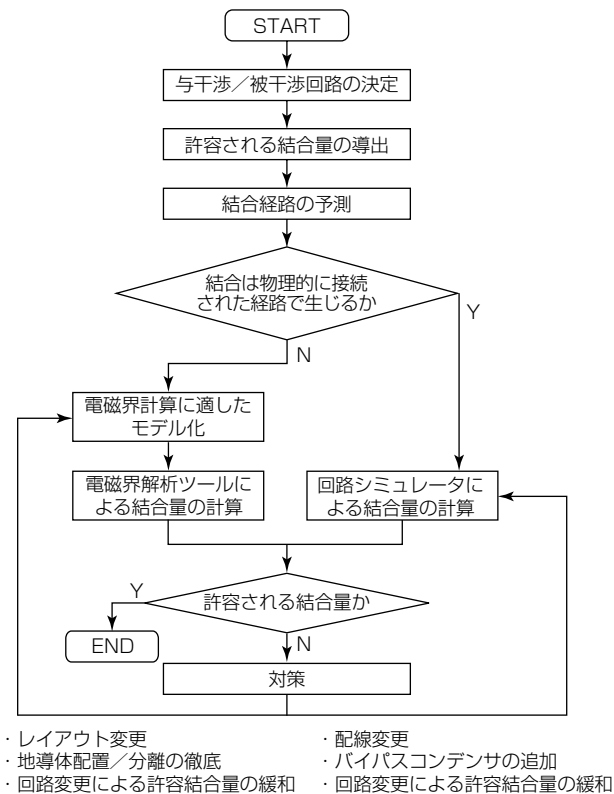 START
与干渉／被干渉回路の決定
許容される結合量の導出
結合経路の予測
結合は物理的に接続
された経路で生じるか
Y
N
電磁界計算に適した
モデル化
電磁界解析ツールに
よる結合量の計算
回路シミュレータに
よる結合量の計算
許容される結合量か
Y
END
N
対策
・レイアウト変更
・地導体配置／分離の徹底
・回路変更による許容結合量の緩和
・配線変更
・バイパスコンデンサの追加
・回路変更による許容結合量の緩和